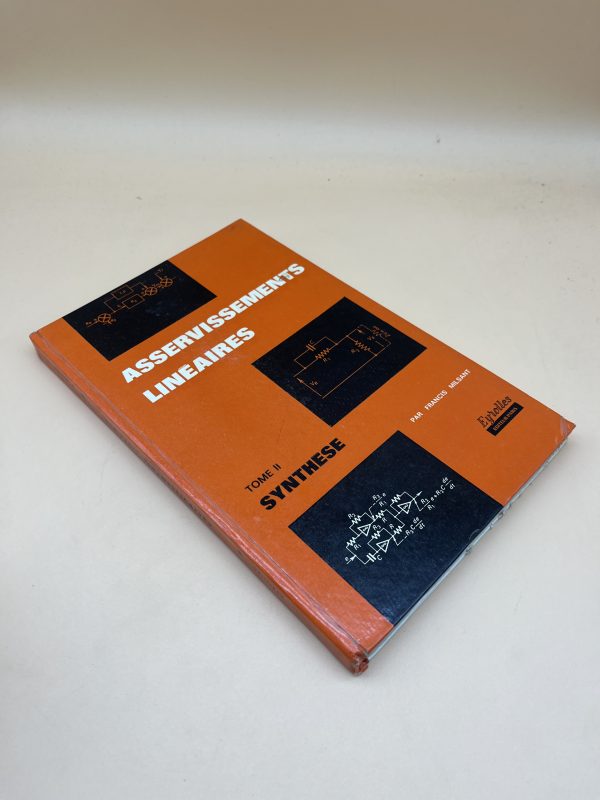 ASSERVISSEMENTS
LINEAIRES
TOME II
SYNTHESE
PAR FRANCIS MILSANT
Eyrolles